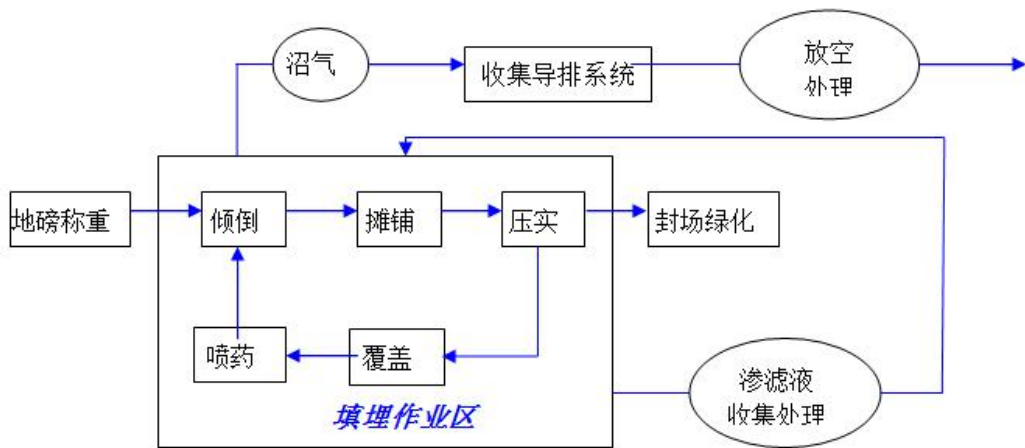 沼气
收集导排系统
放空
处理
地磅称重
倾倒
摊铺
压实
封场绿化
喷药
覆盖
填埋作业区
渗滤液
收集处理